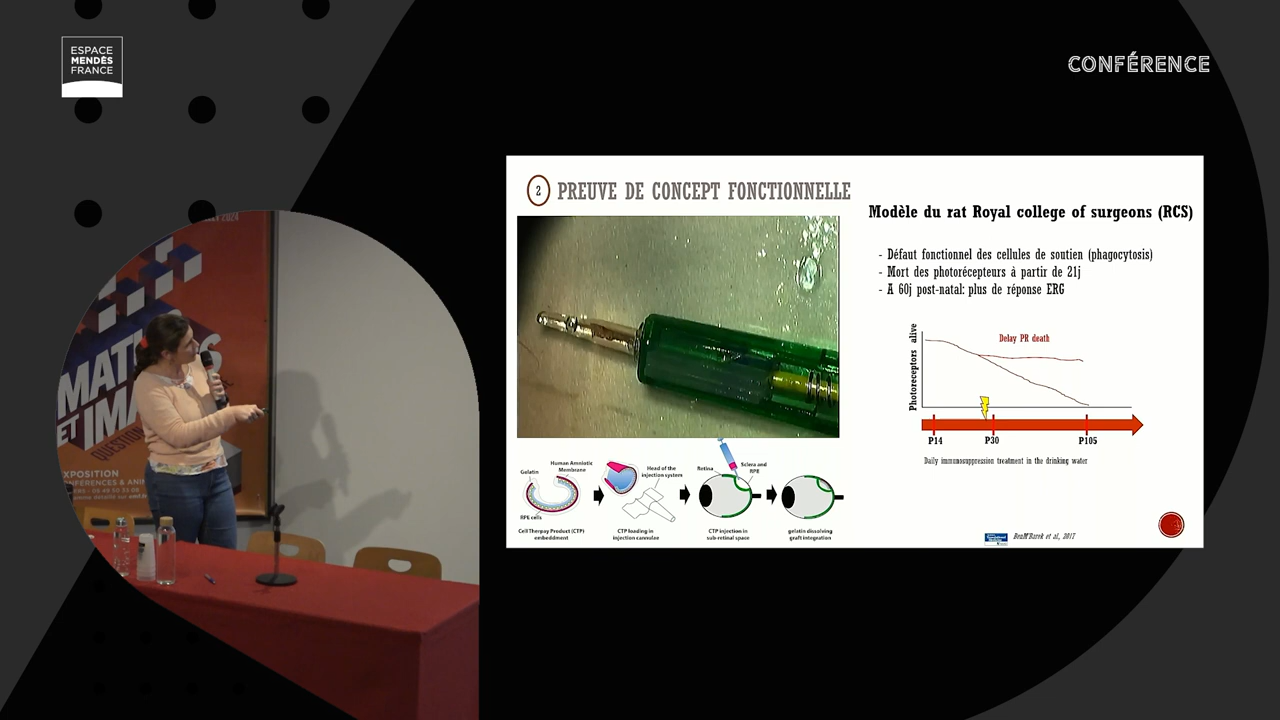 ESPACE
MENDÈS
FRANCE
CONFÉRENCE
2
PREUVE DE CONCEPT FONCTIONNELLE
Modèle du rat Royal college of surgeons (RCS)
- Défaut fonctionnel des cellules de soutien (phagocytosis)
- Mort des photorécepteurs à partir de 21j
- A 60j post-natal: plus de réponse ERG
Photoreceptors alive
Delay PR death
P14
P30
P105
Daily immunosuppression treatment in the drinking water
Gelatin
Human Amniotic
Membrane
RPE cells
Cell Therpay Product (CTP)
embeddment
Head of the
injection system
CTP loading in
injection cannulae
Retina
Sclera and
RPE
CTP injection in
sub-retinal space
gelatin dissolving
graft integration
BenM'Barek et al., 2017
ET IMA
QUESTION